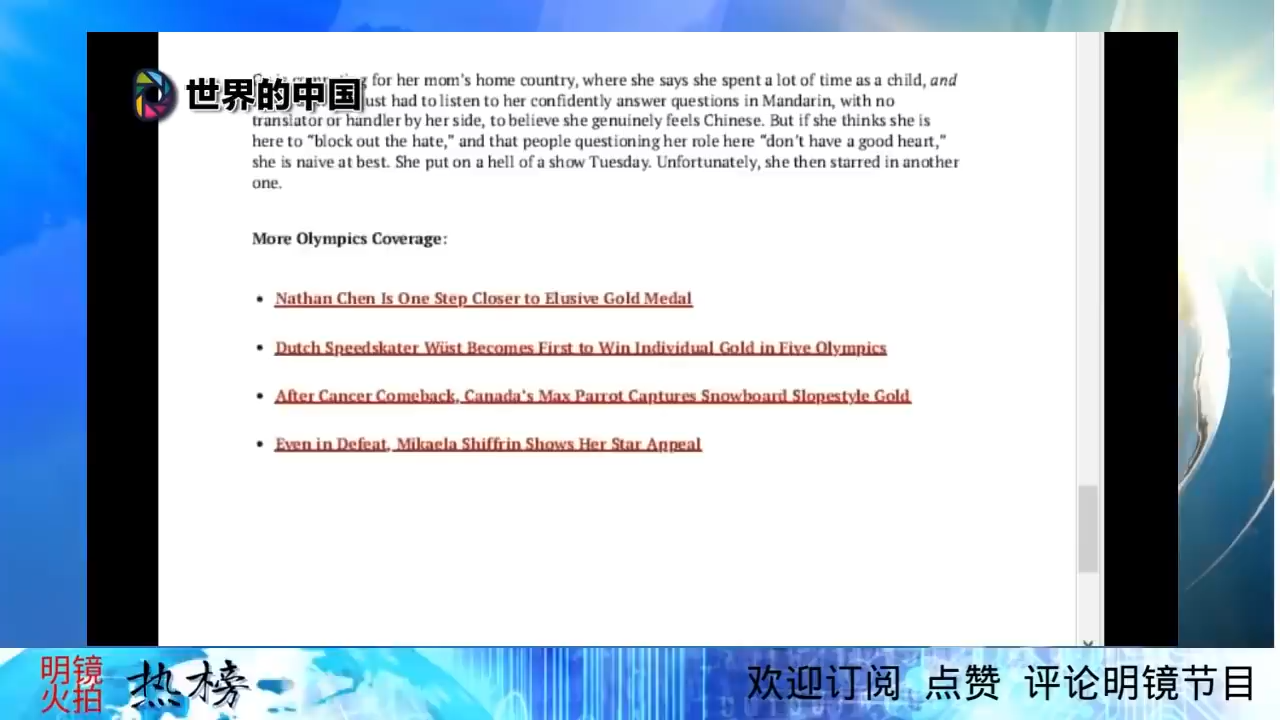 世界的中国
for her mom's home country, where she says she spent a lot of time as a child, and
ust had to listen to her confidently answer questions in Mandarin, with no
translator or handler by her side, to believe she genuinely feels Chinese. But if she thinks she is
here to “block out the hate,” and that people questioning her role here “don't have a good heart,”
she is naive at best. She put on a hell of a show Tuesday. Unfortunately, she then starred in another
one.
More Olympics Coverage:
• Nathan Chen Is One Step Closer to Elusive Gold Medal
• Dutch Speedskater Wüst Becomes First to Win Individual Gold in Five Olympics
• After Cancer Comeback, Canada's Max Parrot Captures Snowboard Slopestyle Gold
• Even in Defeat, Mikaela Shiffrin Shows Her Star Appeal
明镜
火拍
热榜
欢迎订阅 点赞 评论明镜节目